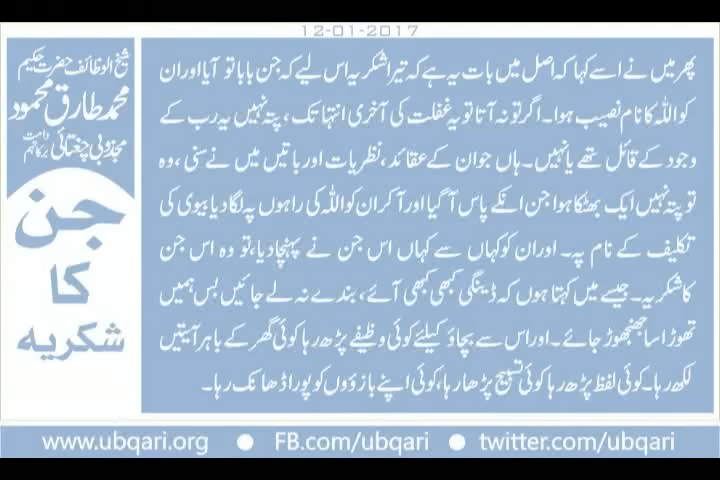 12-01-2017
شیخ الوظائف حضرت حکیم
محمد طارق محمود
مجذوبی چغتائی دامت برکاتہم
جن
کا
شکریہ
پھر میں نے اسے کہا کہ اصل میں بات یہ ہے کہ تیرا شکریہ اس لیے کہ جن بابا تو آیا اور ان
کو اللہ کا نام نصیب ہوا۔ اگر تو نہ آتا تو یہ غفلت کی آخری انتہا تک، پتہ نہیں یہ رب کے
وجود کے قائل تھے یا نہیں۔ ہاں جو ان کے عقائد، نظریات اور باتیں میں نے سنی، وہ
تو پتہ نہیں ایک بھٹکا ہوا جن انکے پاس آ گیا اور آ کر ان کو اللہ کی راہوں پہ لگا دیا بیوی کی
تکلیف کے نام پہ۔ اور ان کو کہاں سے کہاں اس جن نے پہنچا دیا، تو وہ اس جن
کا شکریہ۔ جیسے میں کہتا ہوں کہ ڈینگی کبھی کبھی آئے، بندے نہ لے جائیں بس ہمیں
تھوڑا سا جھنجھوڑ جائے۔ اور اس سے بچاؤ کیلئے کوئی وظیفے پڑھ رہا کوئی گھر کے باہر آیتیں
لکھ رہا۔ کوئی لفظ پڑھ رہا کوئی تسبیح پڑھا رہا، کوئی اپنے بازؤوں کو پورا ڈھانک رہا۔
www.ubqari.org ● FB.com/ubqari ● twitter.com/ubqari